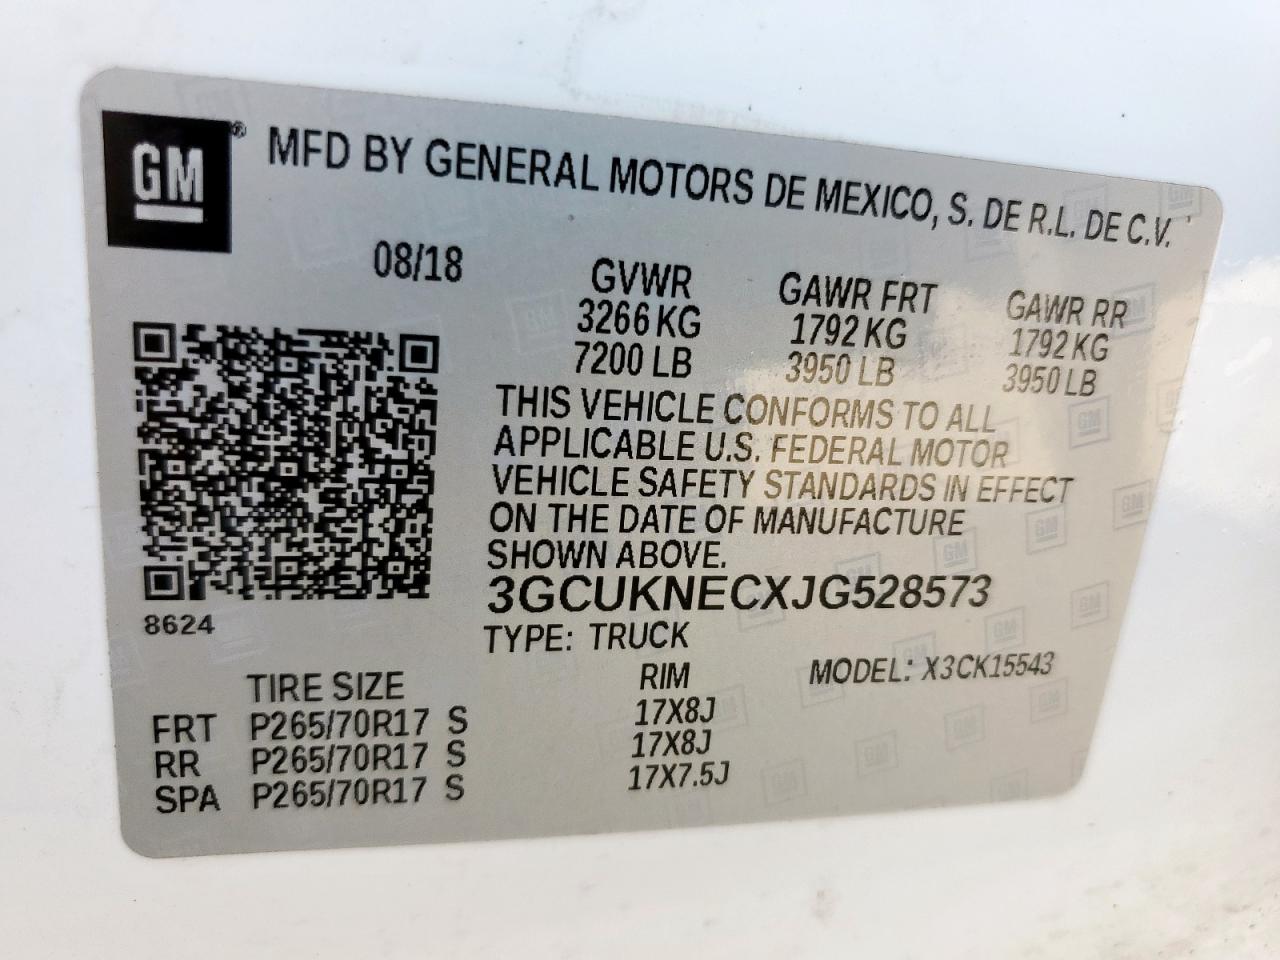 GM ® MFD BY GENERAL MOTORS DE MEXICO, S. DE R.L. DE C.V.
08/18
GVWR GAWR FRT GAWR RR
3266 KG 1792 KG 1792 KG
7200 LB 3950 LB 3950 LB
THIS VEHICLE CONFORMS TO ALL
APPLICABLE U.S. FEDERAL MOTOR
VEHICLE SAFETY STANDARDS IN EFFECT
ON THE DATE OF MANUFACTURE
SHOWN ABOVE.
3GCUKNECXJG528573
8624
TYPE: TRUCK MODEL: X3CK15543
TIRE SIZE RIM
FRT P265/70R17 S 17X8J
RR P265/70R17 S 17X8J
SPA P265/70R17 S 17X7.5J